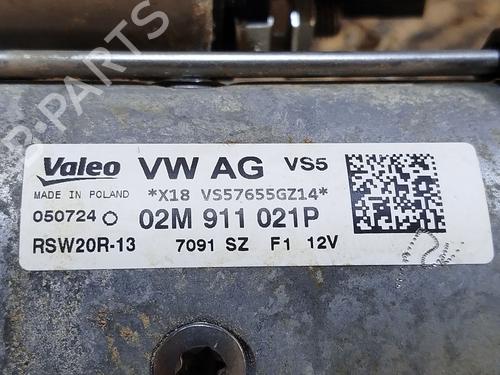 B-PARTS
Valeo VW AG VS5
MADE IN POLAND *X18 VS57655GZ14*
050724 02M 911 021P
RSW20R-13 7091 SZ F1 12V